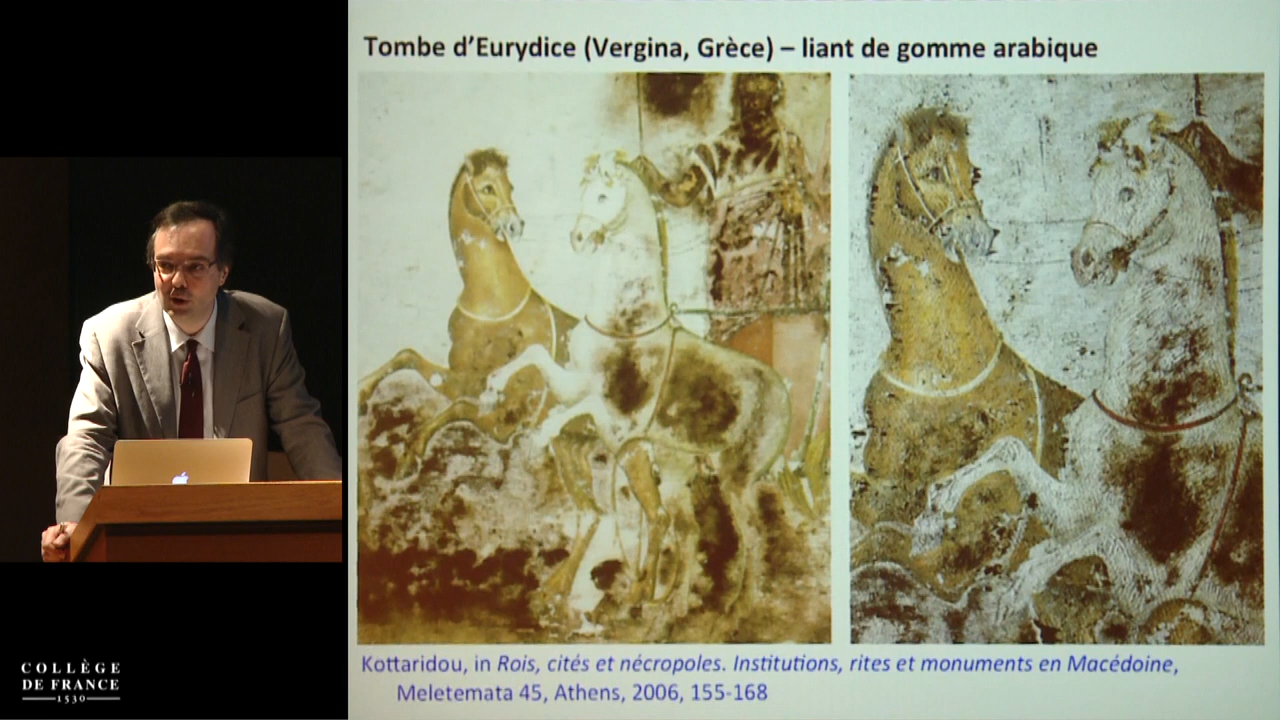 Tombe d'Eurydice (Vergina, Grèce) – liant de gomme arabique
Kottaridou, in Rois, cités et nécropoles. Institutions, rites et monuments en Macédoine,
Meletemata 45, Athens, 2006, 155-168
COLLÈGE
DE FRANCE
1530